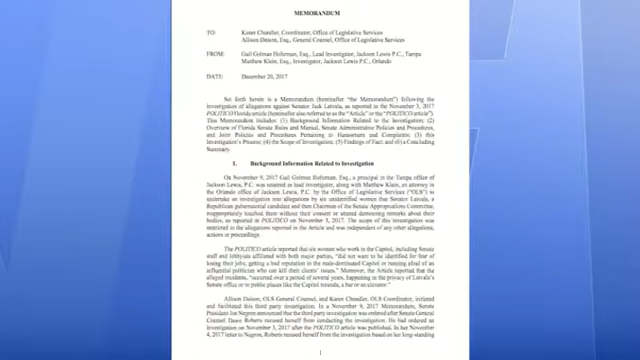 MEMORANDUM
TO: Karen Chandler, Coordinator, Office of Legislative Services
Allison Deison, Esq., General Counsel, Office of Legislative Services
FROM: Gail Golman Holtzman, Esq., Lead Investigator, Jackson Lewis P.C., Tampa
Matthew Klein, Esq., Investigator, Jackson Lewis P.C., Orlando
DATE: December 20, 2017
Set forth herein is a Memorandum (hereinafter “the Memorandum”) following the
investigation of allegations against Senator Jack Latvala, as reported in the November 3, 2017
POLITICO Florida article (hereinafter also referred to as the “Article” or the “POLITICO article”).
This Memorandum includes: (1) Background Information Related to the Investigation; (2)
Overview of Florida Senate Rules and Manual, Senate Administrative Policies and Procedures,
and Joint Policies and Procedures Pertaining to Harassment and Complaints; (3) this
Investigation’s Process; (4) the Scope of Investigation; (5) Findings of Fact; and (6) a Concluding
Summary.
I. Background Information Related to Investigation
On November 9, 2017 Gail Golman Holtzman, Esq., a principal in the Tampa office of
Jackson Lewis, P.C. was retained as lead investigator, along with Matthew Klein, an attorney in
the Orlando office of Jackson Lewis, P.C. by the Office of Legislative Services (“OLS”) to
undertake an investigation into allegations by six unidentified women that Senator Latvala, a
Republican gubernatorial candidate and then Chairman of the Senate Appropriations Committee,
inappropriately touched them without their consent or uttered demeaning remarks about their
bodies, as reported in POLITICO on November 3, 2017. The scope of this investigation was
restricted to the allegations reported in the Article and was independent of any other allegations,
actions or proceedings.
The POLITICO article reported that six women who work in the Capitol, including Senate
staff and lobbyists affiliated with both major parties, “did not want to be identified for fear of
losing their jobs, getting a bad reputation in the male-dominated Capitol or running afoul of an
influential politician who can kill their clients’ issues.” Moreover, the Article reported that the
alleged incidents, “occurred over a period of several years, happening in the privacy of Latvala’s
Senate office or in public places like the Capitol rotunda, a bar or an elevator.”
Allison Deison, OLS General Counsel, and Karen Chandler, OLS Coordinator, initiated
and facilitated this third party investigation. In a November 9, 2017 Memorandum, Senate
President Joe Negron announced that the third party investigation was ordered after Senate General
Counsel Dawn Roberts recused herself from conducting the investigation. He had ordered an
investigation on November 3, 2017 after the POLITICO article was published. In her November
4, 2017 letter to Negron, Roberts recused herself from the investigation based on her long-standing
1